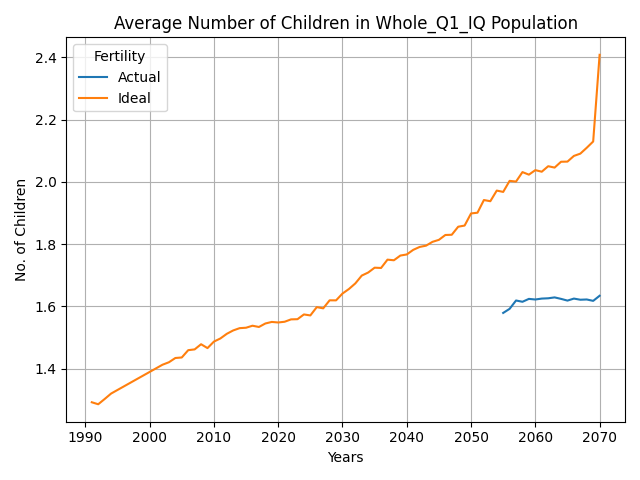 Average Number of Children in Whole_Q1_IQ Population
Fertility
Actual
Ideal
No. of Children
2.4
2.2
2.0
1.8
1.6
1.4
1990 2000 2010 2020 2030 2040 2050 2060 2070
Years